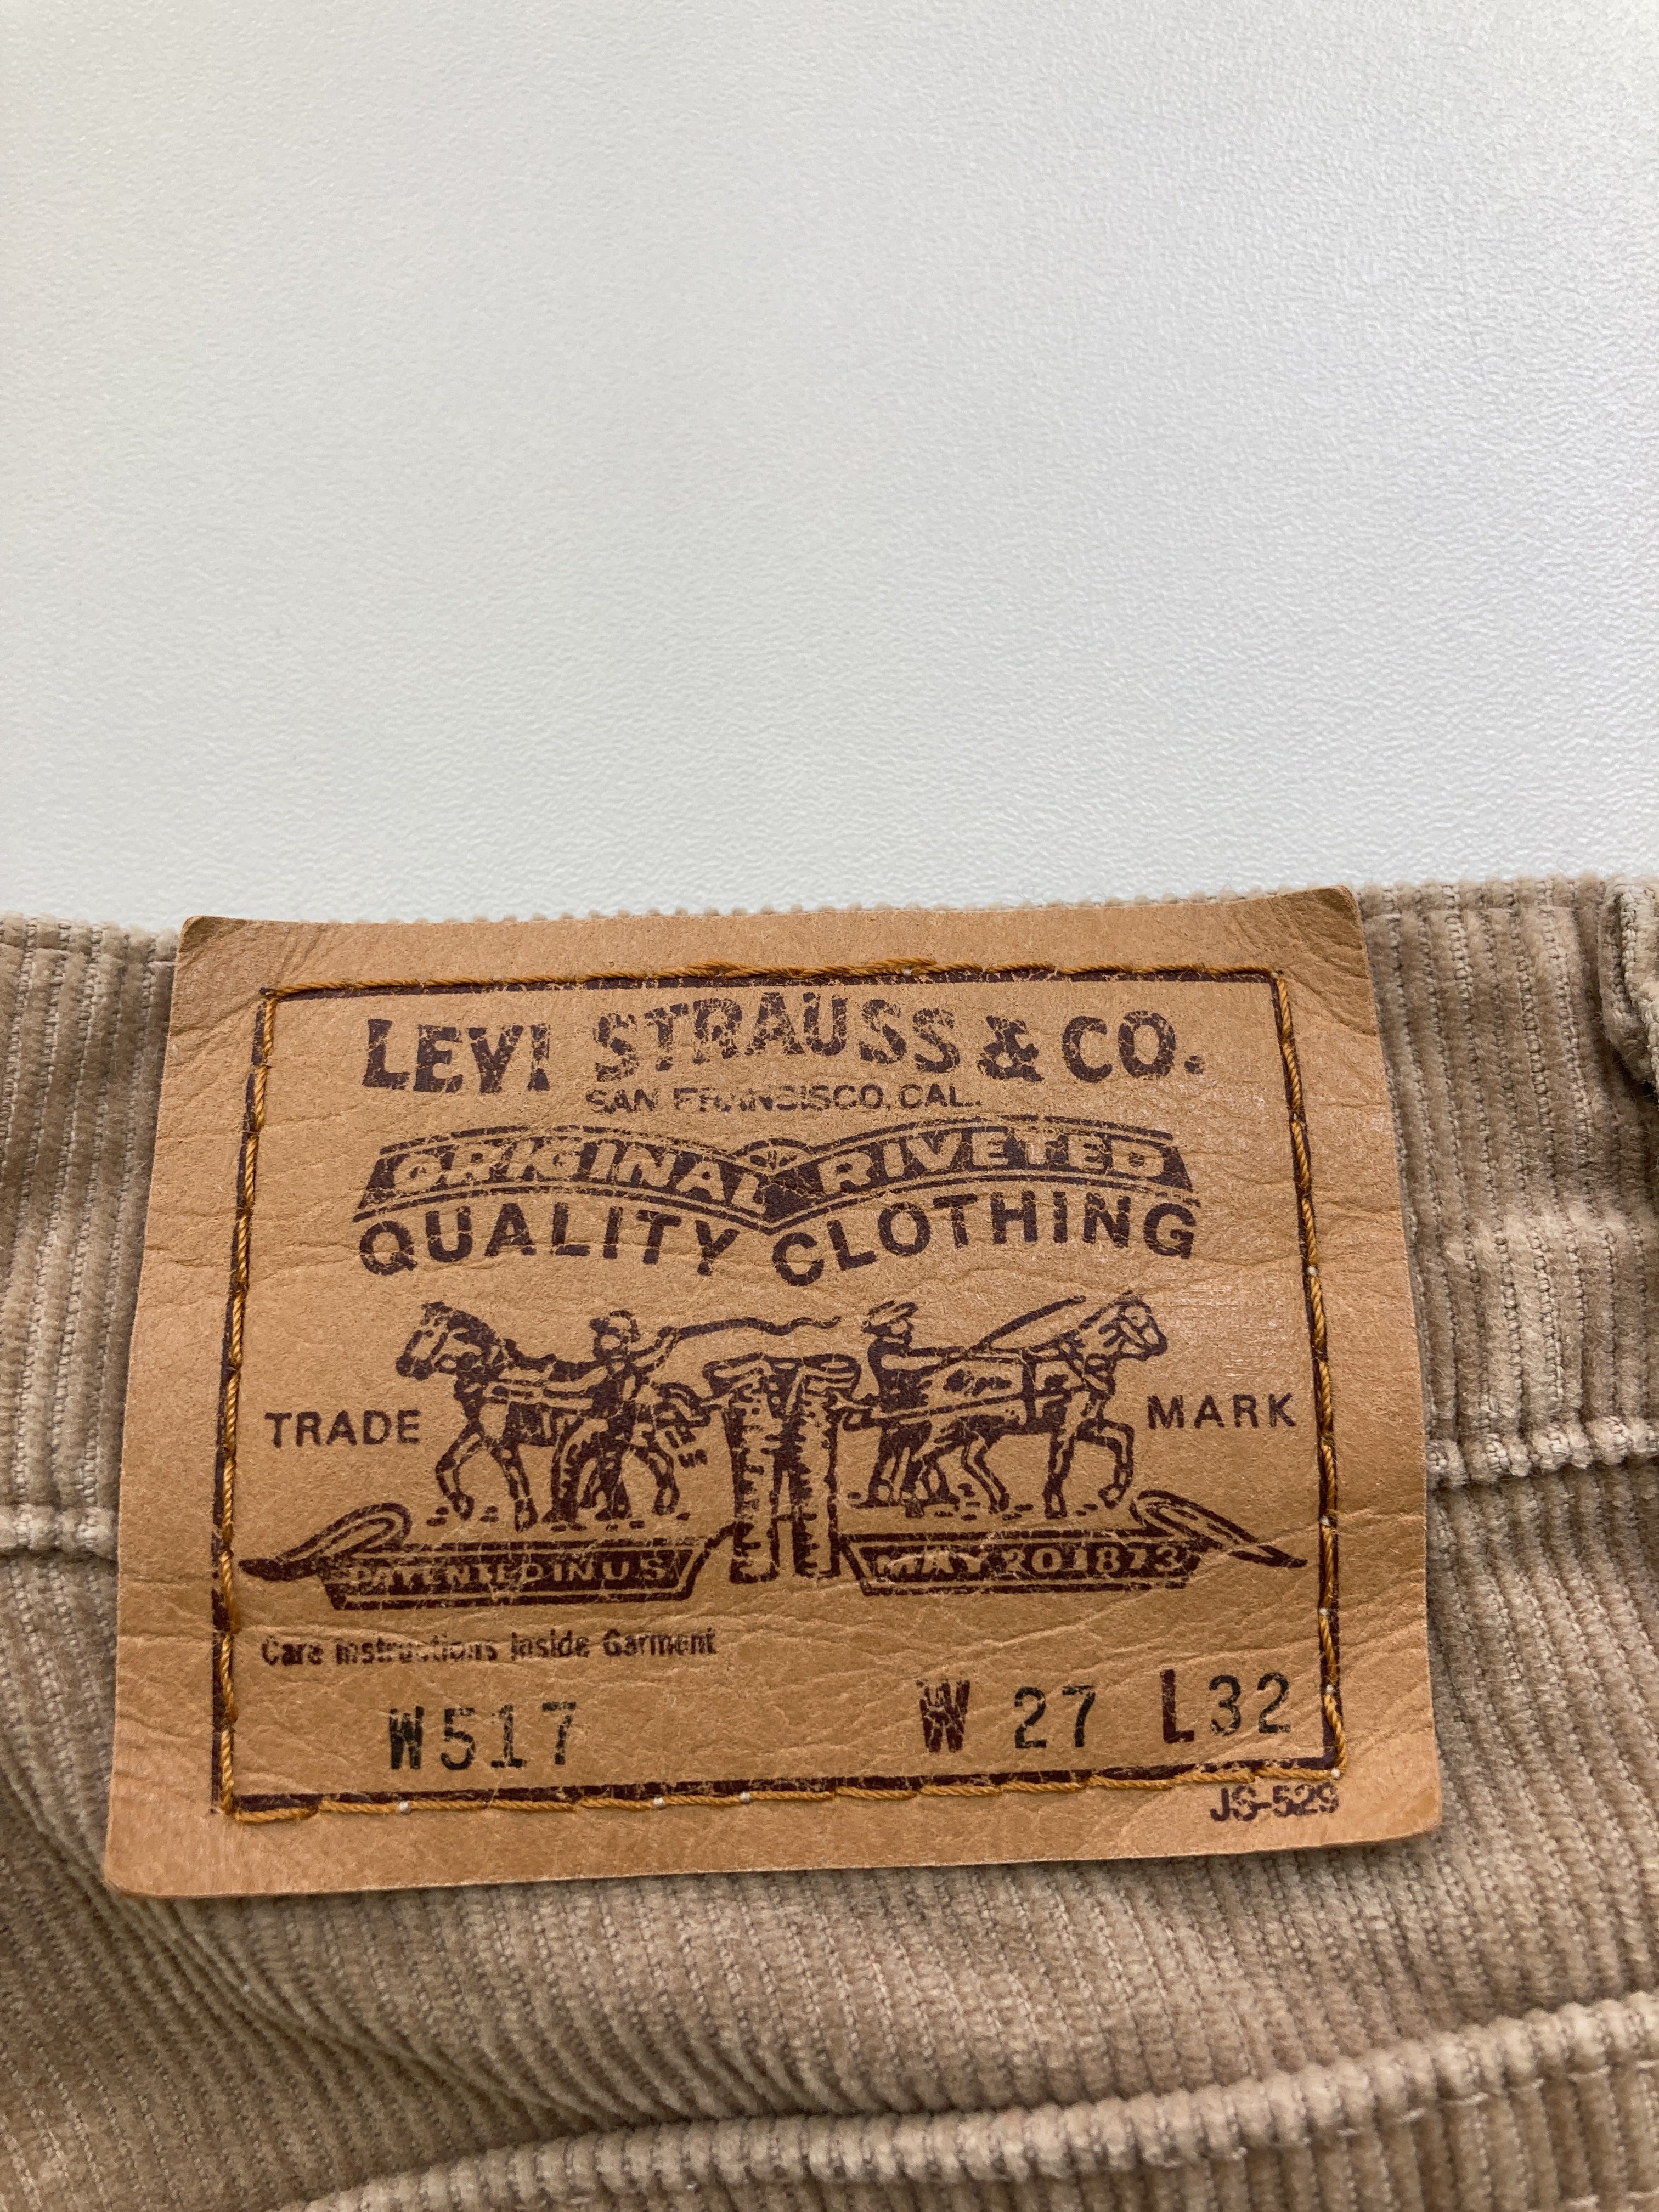 LEVI STRAUSS & CO.
SAN FRANCISCO, CAL.
ORIGINAL RIVETED
QUALITY CLOTHING
TRADE MARK
PATENTED IN U S MAY 20 1873
Care Instructions Inside Garment
W517 W 27 L 32
JS-529